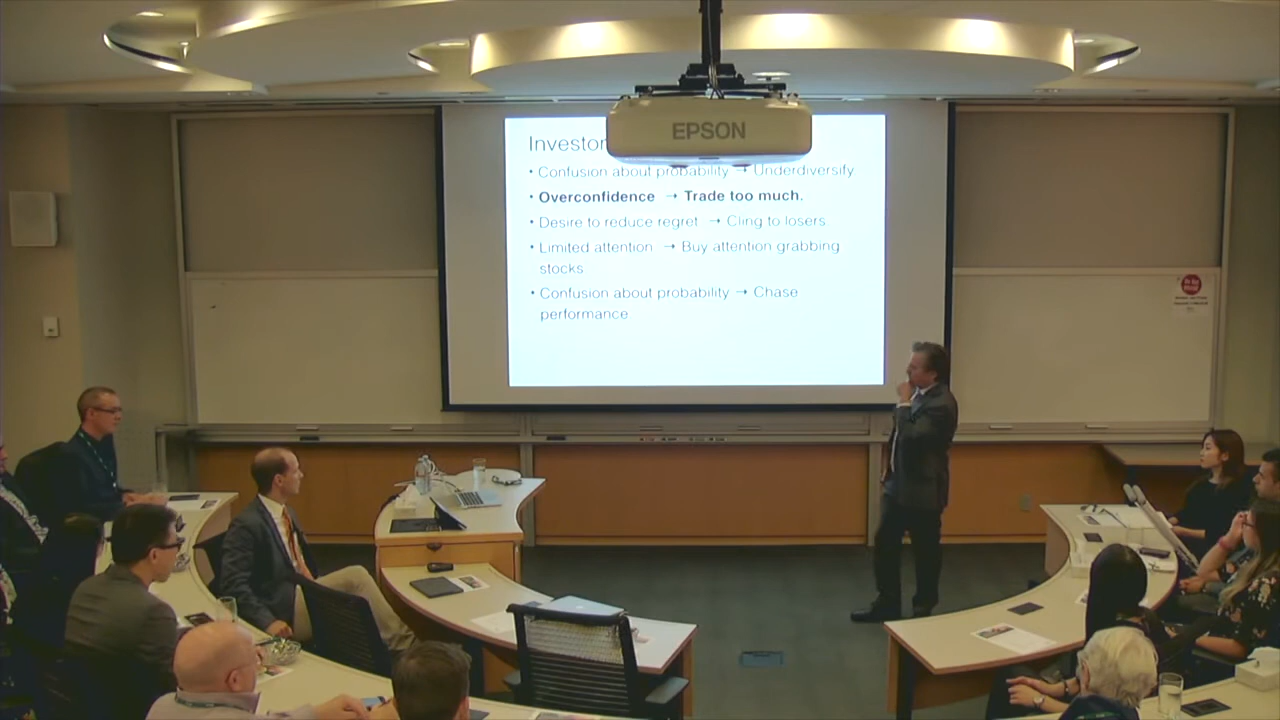 EPSON
Investor
• Confusion about probability → Underdiversify.
• Overconfidence → Trade too much.
• Desire to reduce regret → Cling to losers.
• Limited attention → Buy attention grabbing
stocks
• Confusion about probability → Chase
performance